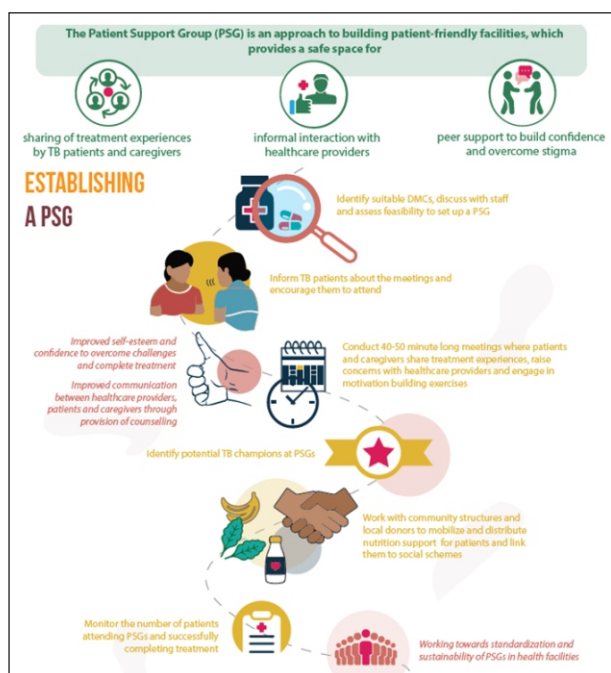 The Patient Support Group (PSG) is an approach to building patient-friendly facilities, which
provides a safe space for
sharing of treatment experiences
by TB patients and caregivers
informal interaction with
healthcare providers
peer support to build confidence
and overcome stigma
ESTABLISHING
A PSG
Identify suitable DMCs, discuss with staff
and assess feasibility to set up a PSG
Inform TB patients about the meetings and
encourage them to attend
Improved self-esteem and
confidence to overcome challenges
and complete treatment
Improved communication
between healthcare providers,
patients and caregivers through
provision of counselling
Conduct 40-50 minute long meetings where patients
and caregivers share treatment experiences, raise
concerns with healthcare providers and engage in
motivation building exercises
Identify potential TB champions at PSGs
Work with community structures and
local donors to mobilize and distribute
nutrition support for patients and link
them to social schemes
Monitor the number of patients
attending PSGs and successfully
completing treatment
Working towards standardization and
sustainability of PSGs in health facilities